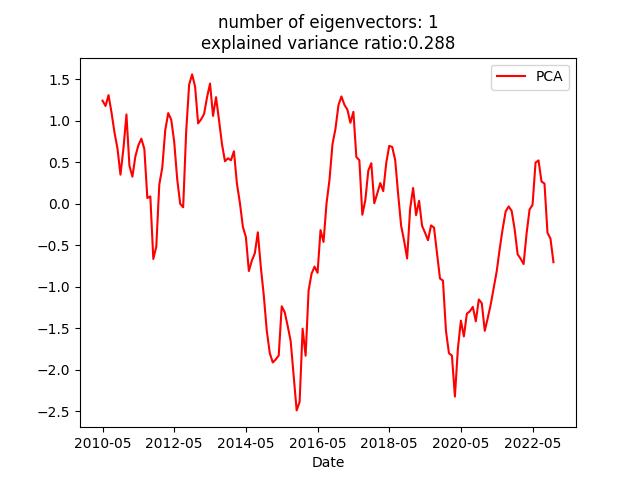 number of eigenvectors: 1
explained variance ratio:0.288
PCA
1.5
1.0
0.5
0.0
−0.5
−1.0
−1.5
−2.0
−2.5
2010-05 2012-05 2014-05 2016-05 2018-05 2020-05 2022-05
Date